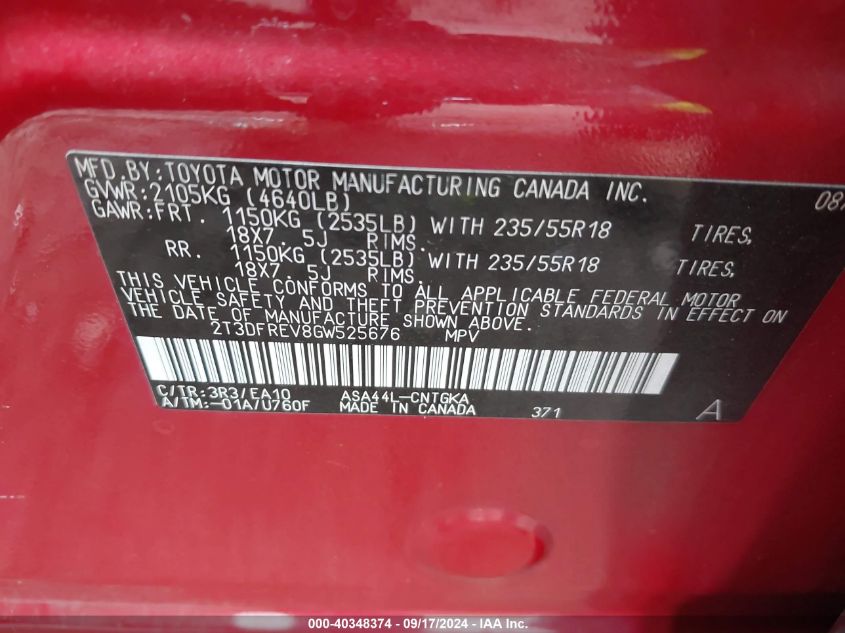 MFD.BY:TOYOTA MOTOR MANUFACTURING CANADA INC. 08/
GVWR:2105KG (4640LB)
GAWR:FRT. 1150KG (2535LB) WITH 235/55R18 TIRES,
18X7. 5J RIMS.
RR. 1150KG (2535LB) WITH 235/55R18 TIRES,
18X7. 5J RIMS.
THIS VEHICLE CONFORMS TO ALL APPLICABLE FEDERAL MOTOR
VEHICLE SAFETY AND THEFT PREVENTION STANDARDS IN EFFECT ON
THE DATE OF MANUFACTURE SHOWN ABOVE.
2T3DFREV8GW525676 MPV
C/TR:3R3/EA10 ASA44L-CNTGKA
A/TM:-01A/U760F MADE IN CANADA 371 A
000-40348374 - 09/17/2024 - IAA Inc.